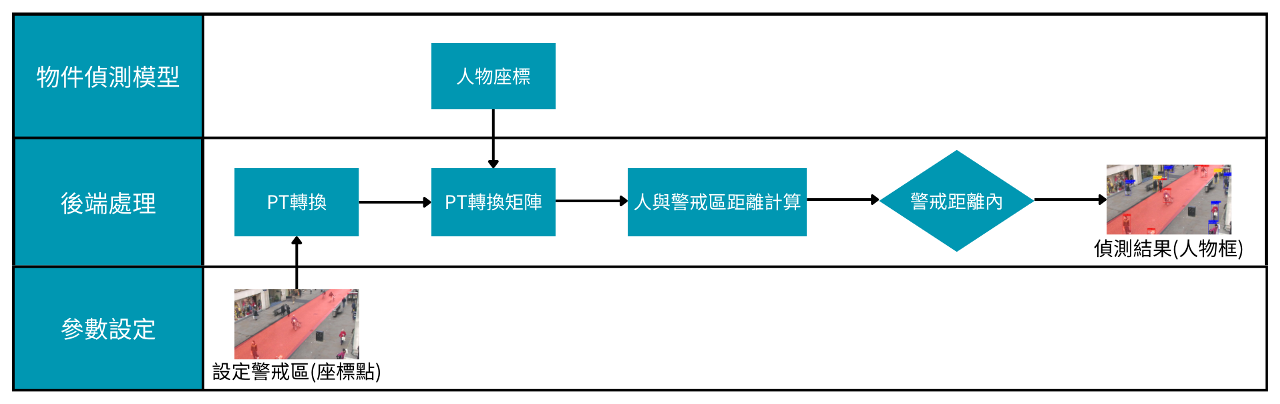 物件偵測模型
人物座標
後端處理
PT轉換
PT轉換矩陣
人與警戒區距離計算
警戒距離內
偵測結果(人物框)
參數設定
設定警戒區(座標點)